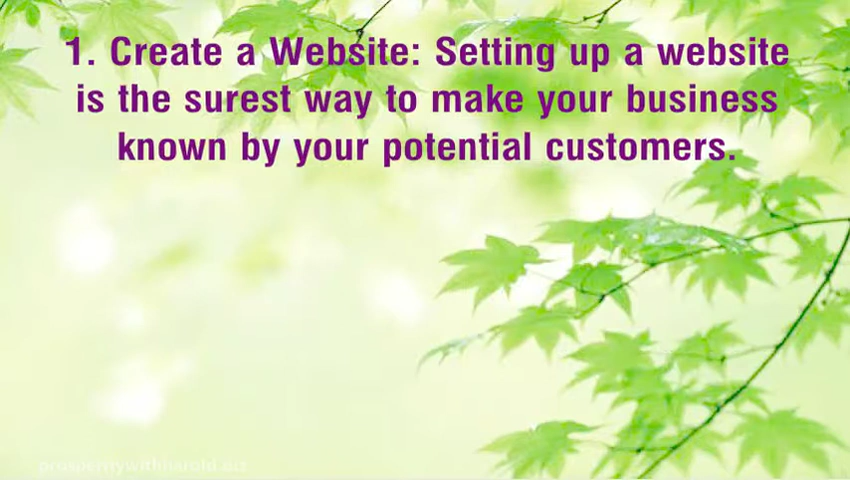 1. Create a Website: Setting up a website
is the surest way to make your business
known by your potential customers.